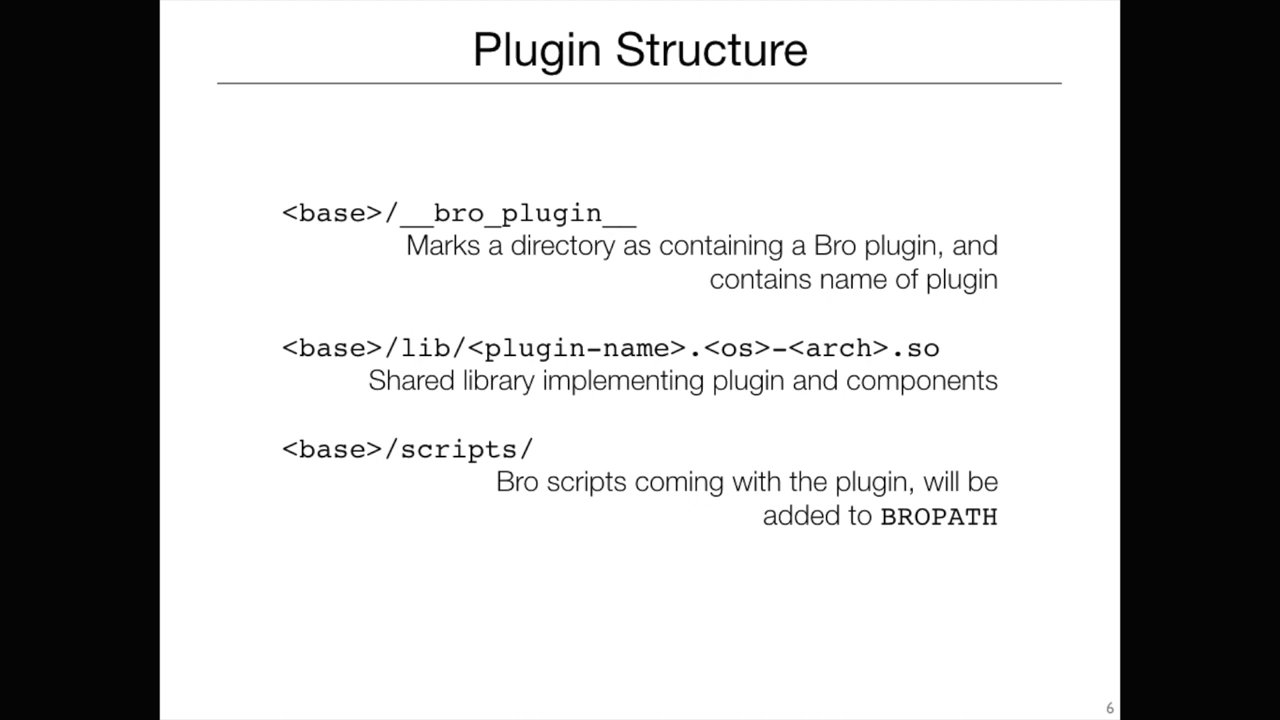 Plugin Structure
<base>/__bro_plugin__
Marks a directory as containing a Bro plugin, and
contains name of plugin
<base>/lib/<plugin-name>.<os>-<arch>.so
Shared library implementing plugin and components
<base>/scripts/
Bro scripts coming with the plugin, will be
added to BROPATH
6